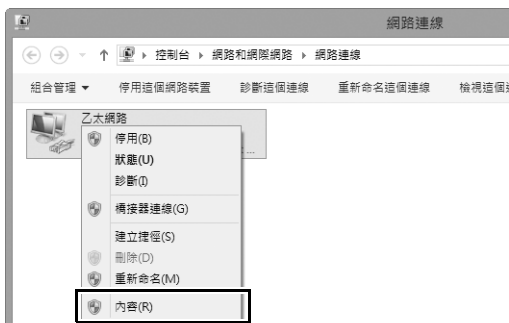 網路連線
控制台 ▸ 網路和網際網路 ▸ 網路連線
組合管理 ▼ 停用這個網路裝置 診斷這個連線 重新命名這個連線 檢視這個
乙太網路
...
停用(B)
狀態(U)
診斷(I)
橋接器連線(G)
建立捷徑(S)
刪除(D)
重新命名(M)
內容(R)